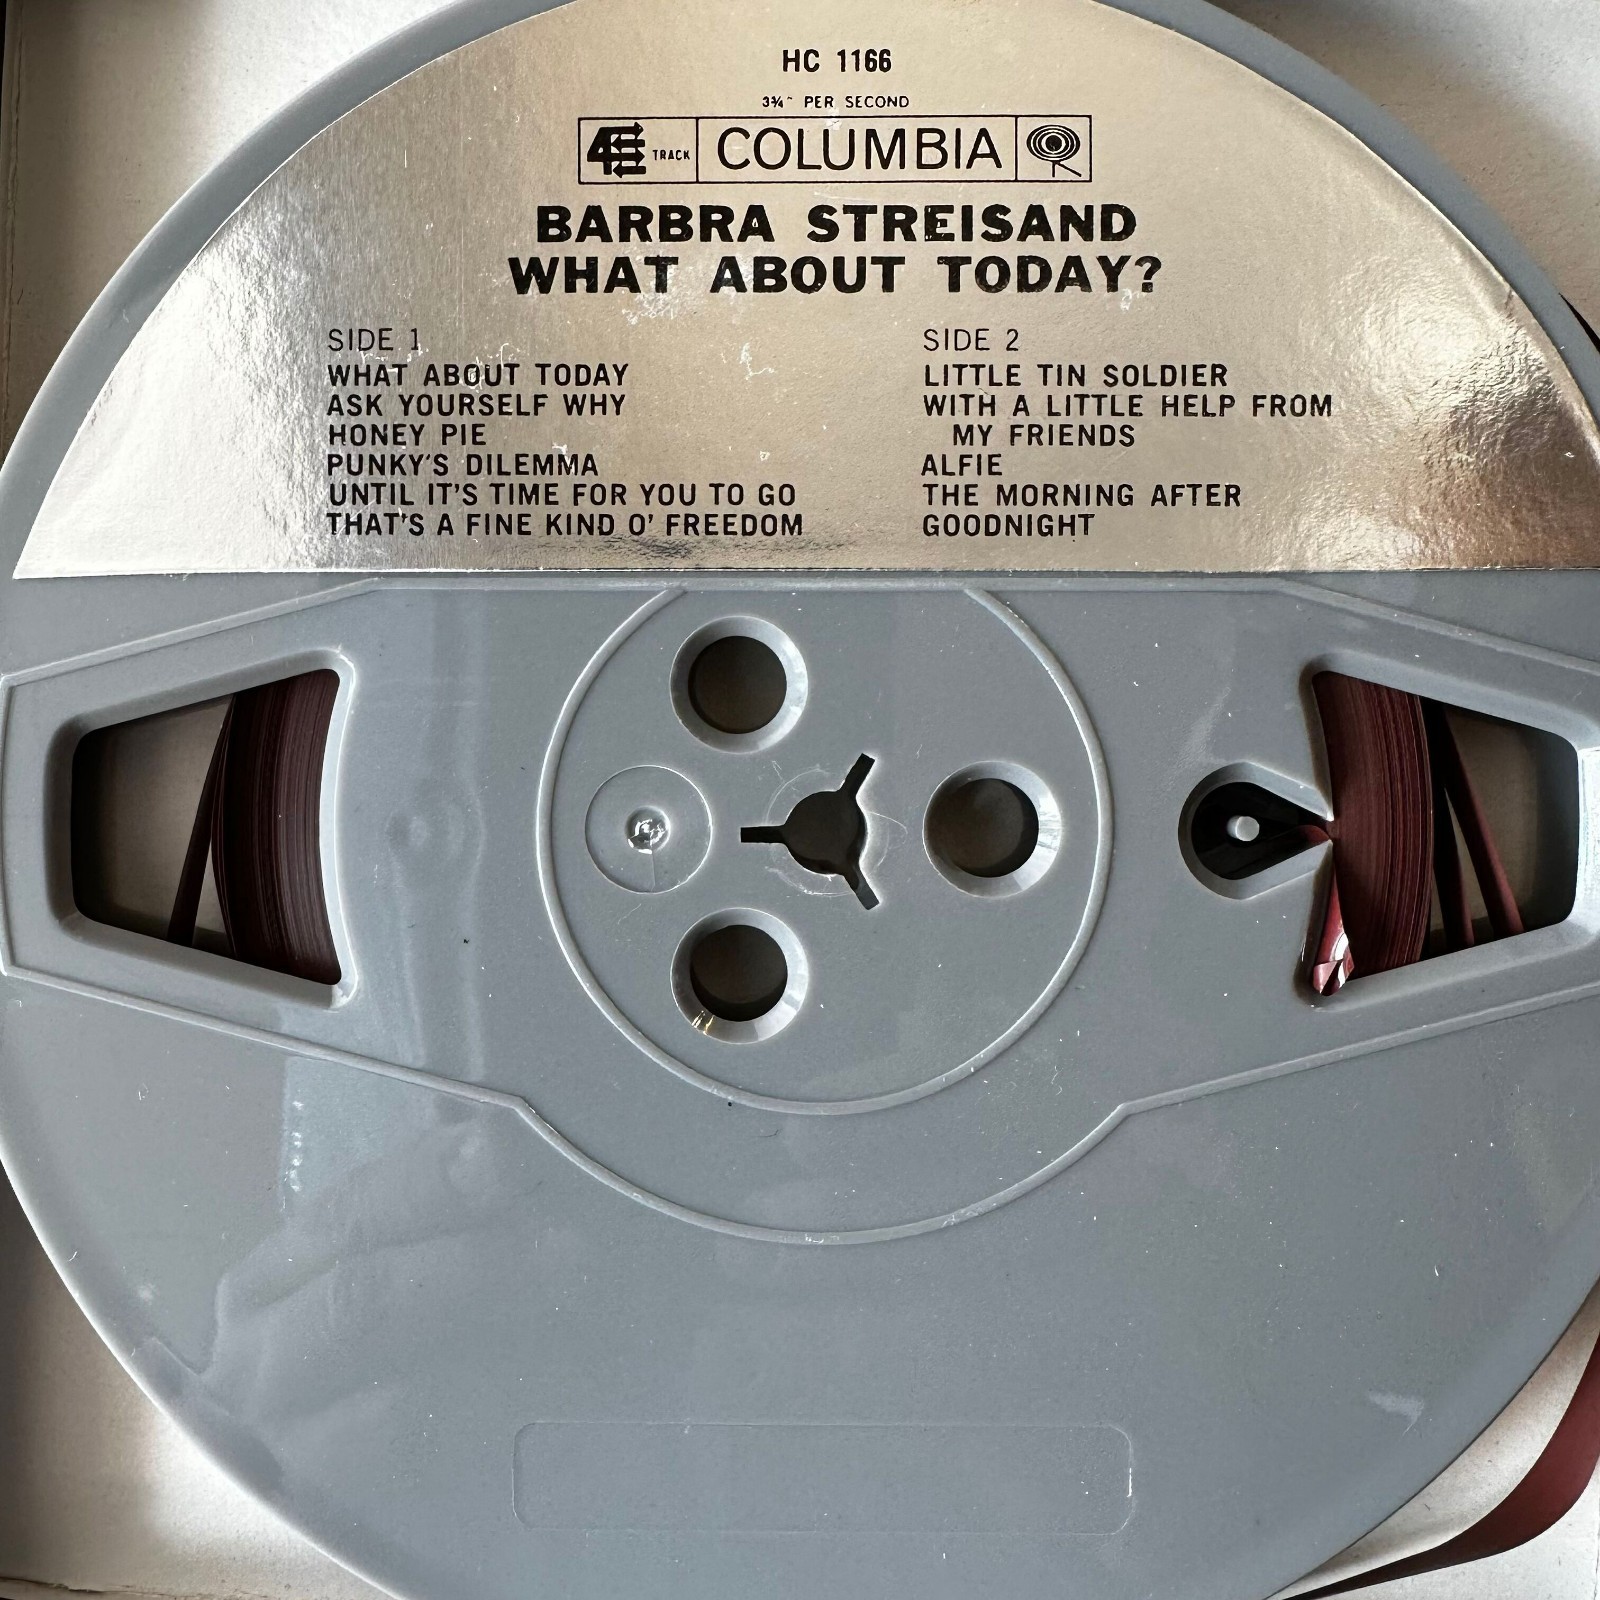 HC 1166
3¾" PER SECOND
4 TRACK COLUMBIA
BARBRA STREISAND
WHAT ABOUT TODAY?
SIDE 1
WHAT ABOUT TODAY
ASK YOURSELF WHY
HONEY PIE
PUNKY'S DILEMMA
UNTIL IT'S TIME FOR YOU TO GO
THAT'S A FINE KIND O' FREEDOM
SIDE 2
LITTLE TIN SOLDIER
WITH A LITTLE HELP FROM
MY FRIENDS
ALFIE
THE MORNING AFTER
GOODNIGHT